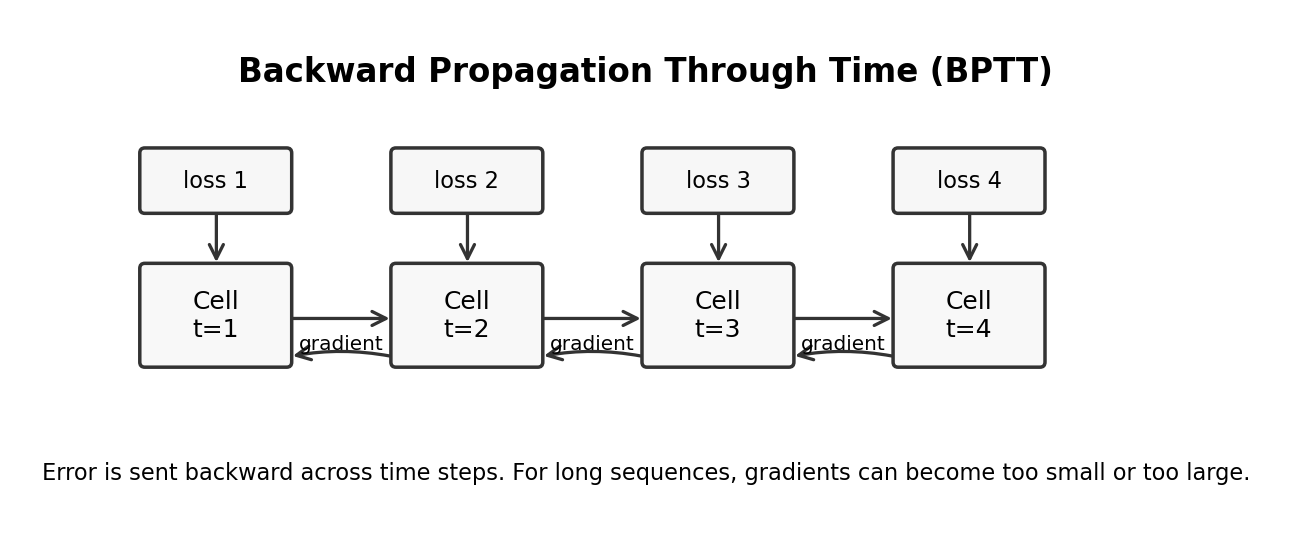 Backward Propagation Through Time (BPTT)
loss 1
loss 2
loss 3
loss 4
Cell
t=1
Cell
t=2
Cell
t=3
Cell
t=4
gradient
gradient
gradient
Error is sent backward across time steps. For long sequences, gradients can become too small or too large.